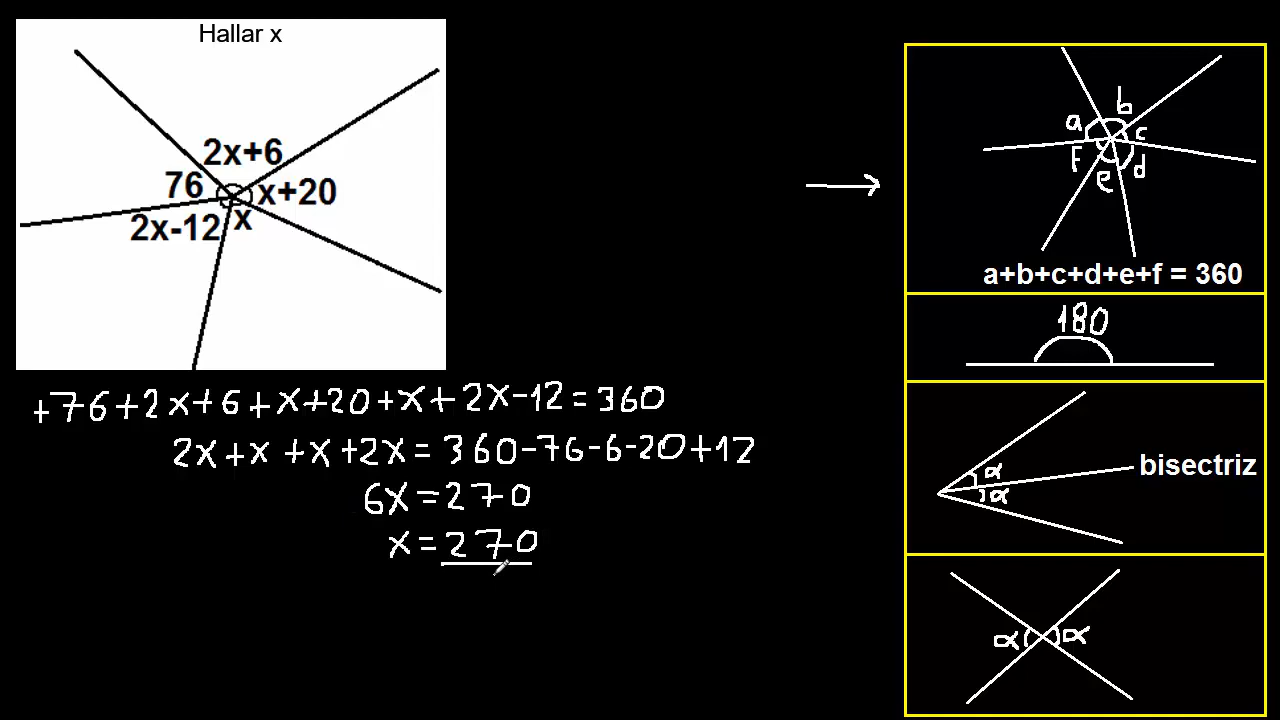 Hallar x
2x+6
76
x+20
2x-12
x
+76+2x+6+x+20+x+2x-12=360
2x+x+x+2x=360-76-6-20+12
6x=270
x=270
b
a
c
F
d
e
a+b+c+d+e+f = 360
180
α
bisectriz
α
α
α